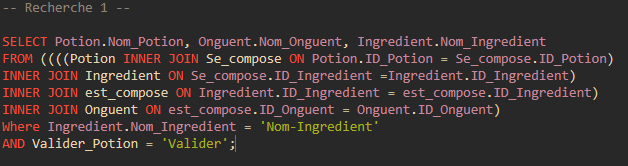 -- Recherche 1 --
SELECT Potion.Nom_Potion, Onguent.Nom_Onguent, Ingredient.Nom_Ingredient
FROM ((((Potion INNER JOIN Se_compose ON Potion.ID_Potion = Se_compose.ID_Potion)
INNER JOIN Ingredient ON Se_compose.ID_Ingredient =Ingredient.ID_Ingredient)
INNER JOIN est_compose ON Ingredient.ID_Ingredient = est_compose.ID_Ingredient)
INNER JOIN Onguent ON est_compose.ID_Onguent = Onguent.ID_Onguent)
Where Ingredient.Nom_Ingredient = 'Nom-Ingredient'
AND Valider_Potion = 'Valider';